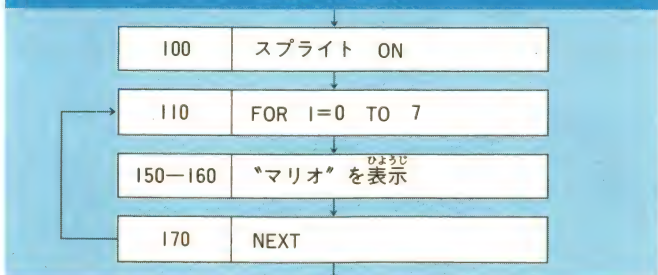 100 スプライト ON
110 FOR I=0 TO 7
150—160 “マリオ”を表示
ひょうじ
170 NEXT